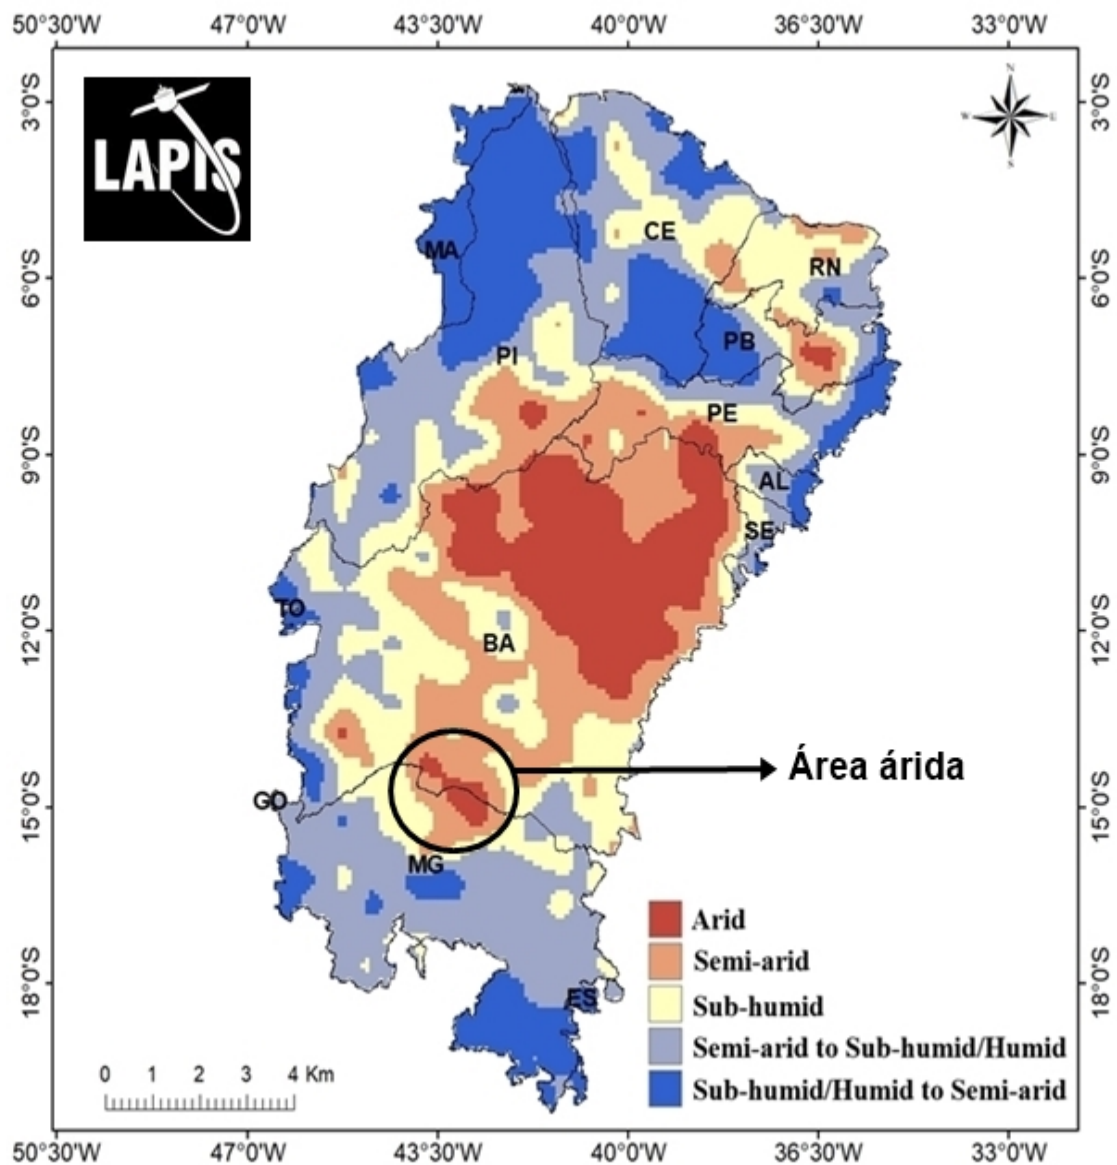 50°30'W 47°0'W 43°30'W 40°0'W 36°30'W 33°0'W
LAPIS
N
W E
S
3°0'S 3°0'S
CE
MA
RN
6°0'S 6°0'S
PB
PI
PE
9°0'S 9°0'S
AL
SE
TO
12°0'S 12°0'S
BA
Área árida
GO
15°0'S 15°0'S
MG
Arid
Semi-arid
18°0'S 18°0'S
ES
Sub-humid
Semi-arid to Sub-humid/Humid
0 1 2 3 4 Km
Sub-humid/Humid to Semi-arid
50°30'W 47°0'W 43°30'W 40°0'W 36°30'W 33°0'W